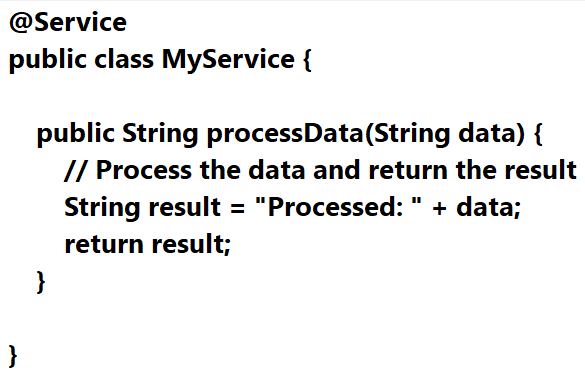 @Service
public class MyService {
public String processData(String data) {
// Process the data and return the result
String result = "Processed: " + data;
return result;
}
}